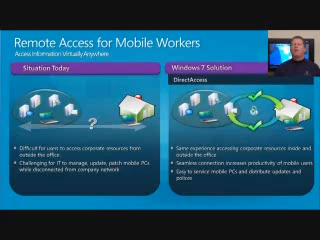 Remote Access for Mobile Workers
Access Information Virtually Anywhere
Situation Today
?
Difficult for users to access corporate resources from
outside the office
Challenging for IT to manage, update, patch mobile PCs
while disconnected from company network
Windows 7 Solution
DirectAccess
Same experience accessing corporate resources inside and
outside the office
Seamless connection increases productivity of mobile users
Easy to service mobile PCs and distribute updates and
polices